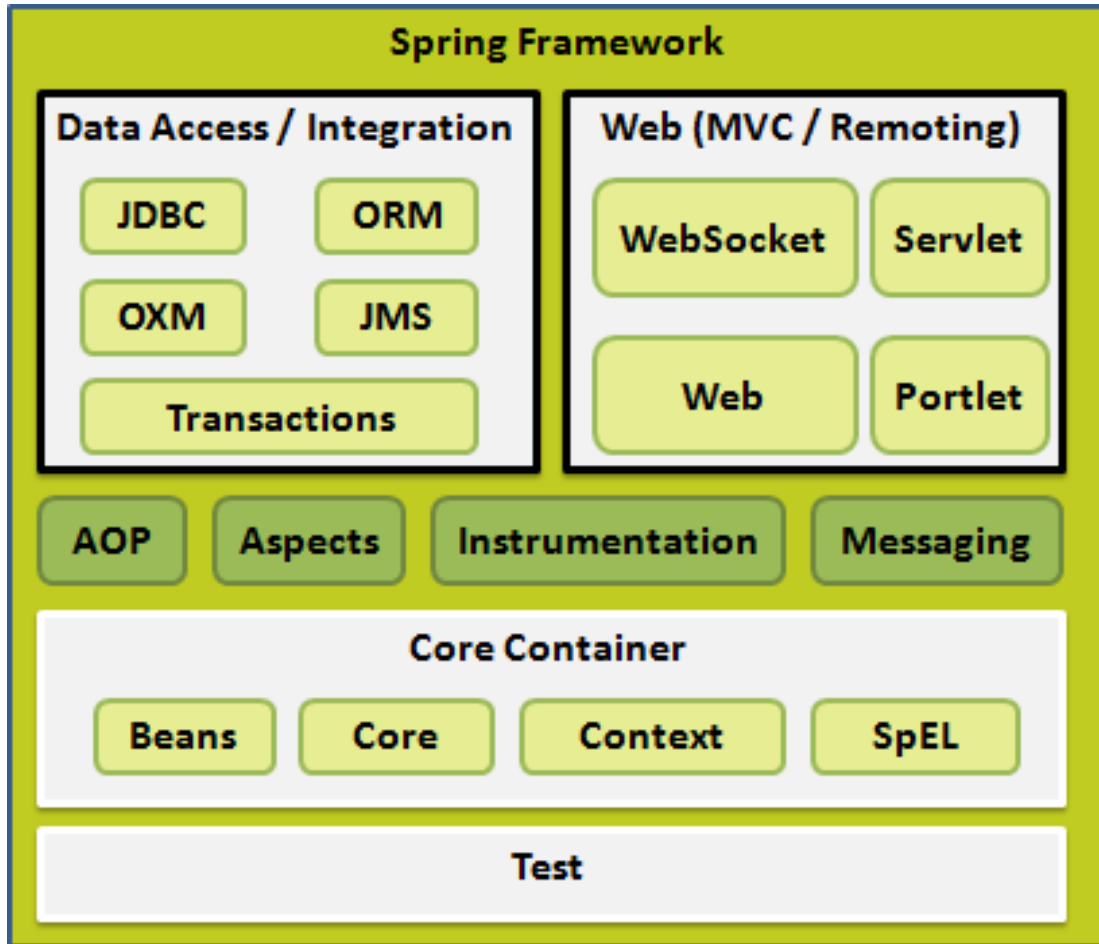 Spring Framework
Data Access / Integration
JDBC
ORM
OXM
JMS
Transactions
Web (MVC / Remoting)
WebSocket
Servlet
Web
Portlet
AOP
Aspects
Instrumentation
Messaging
Core Container
Beans
Core
Context
SpEL
Test